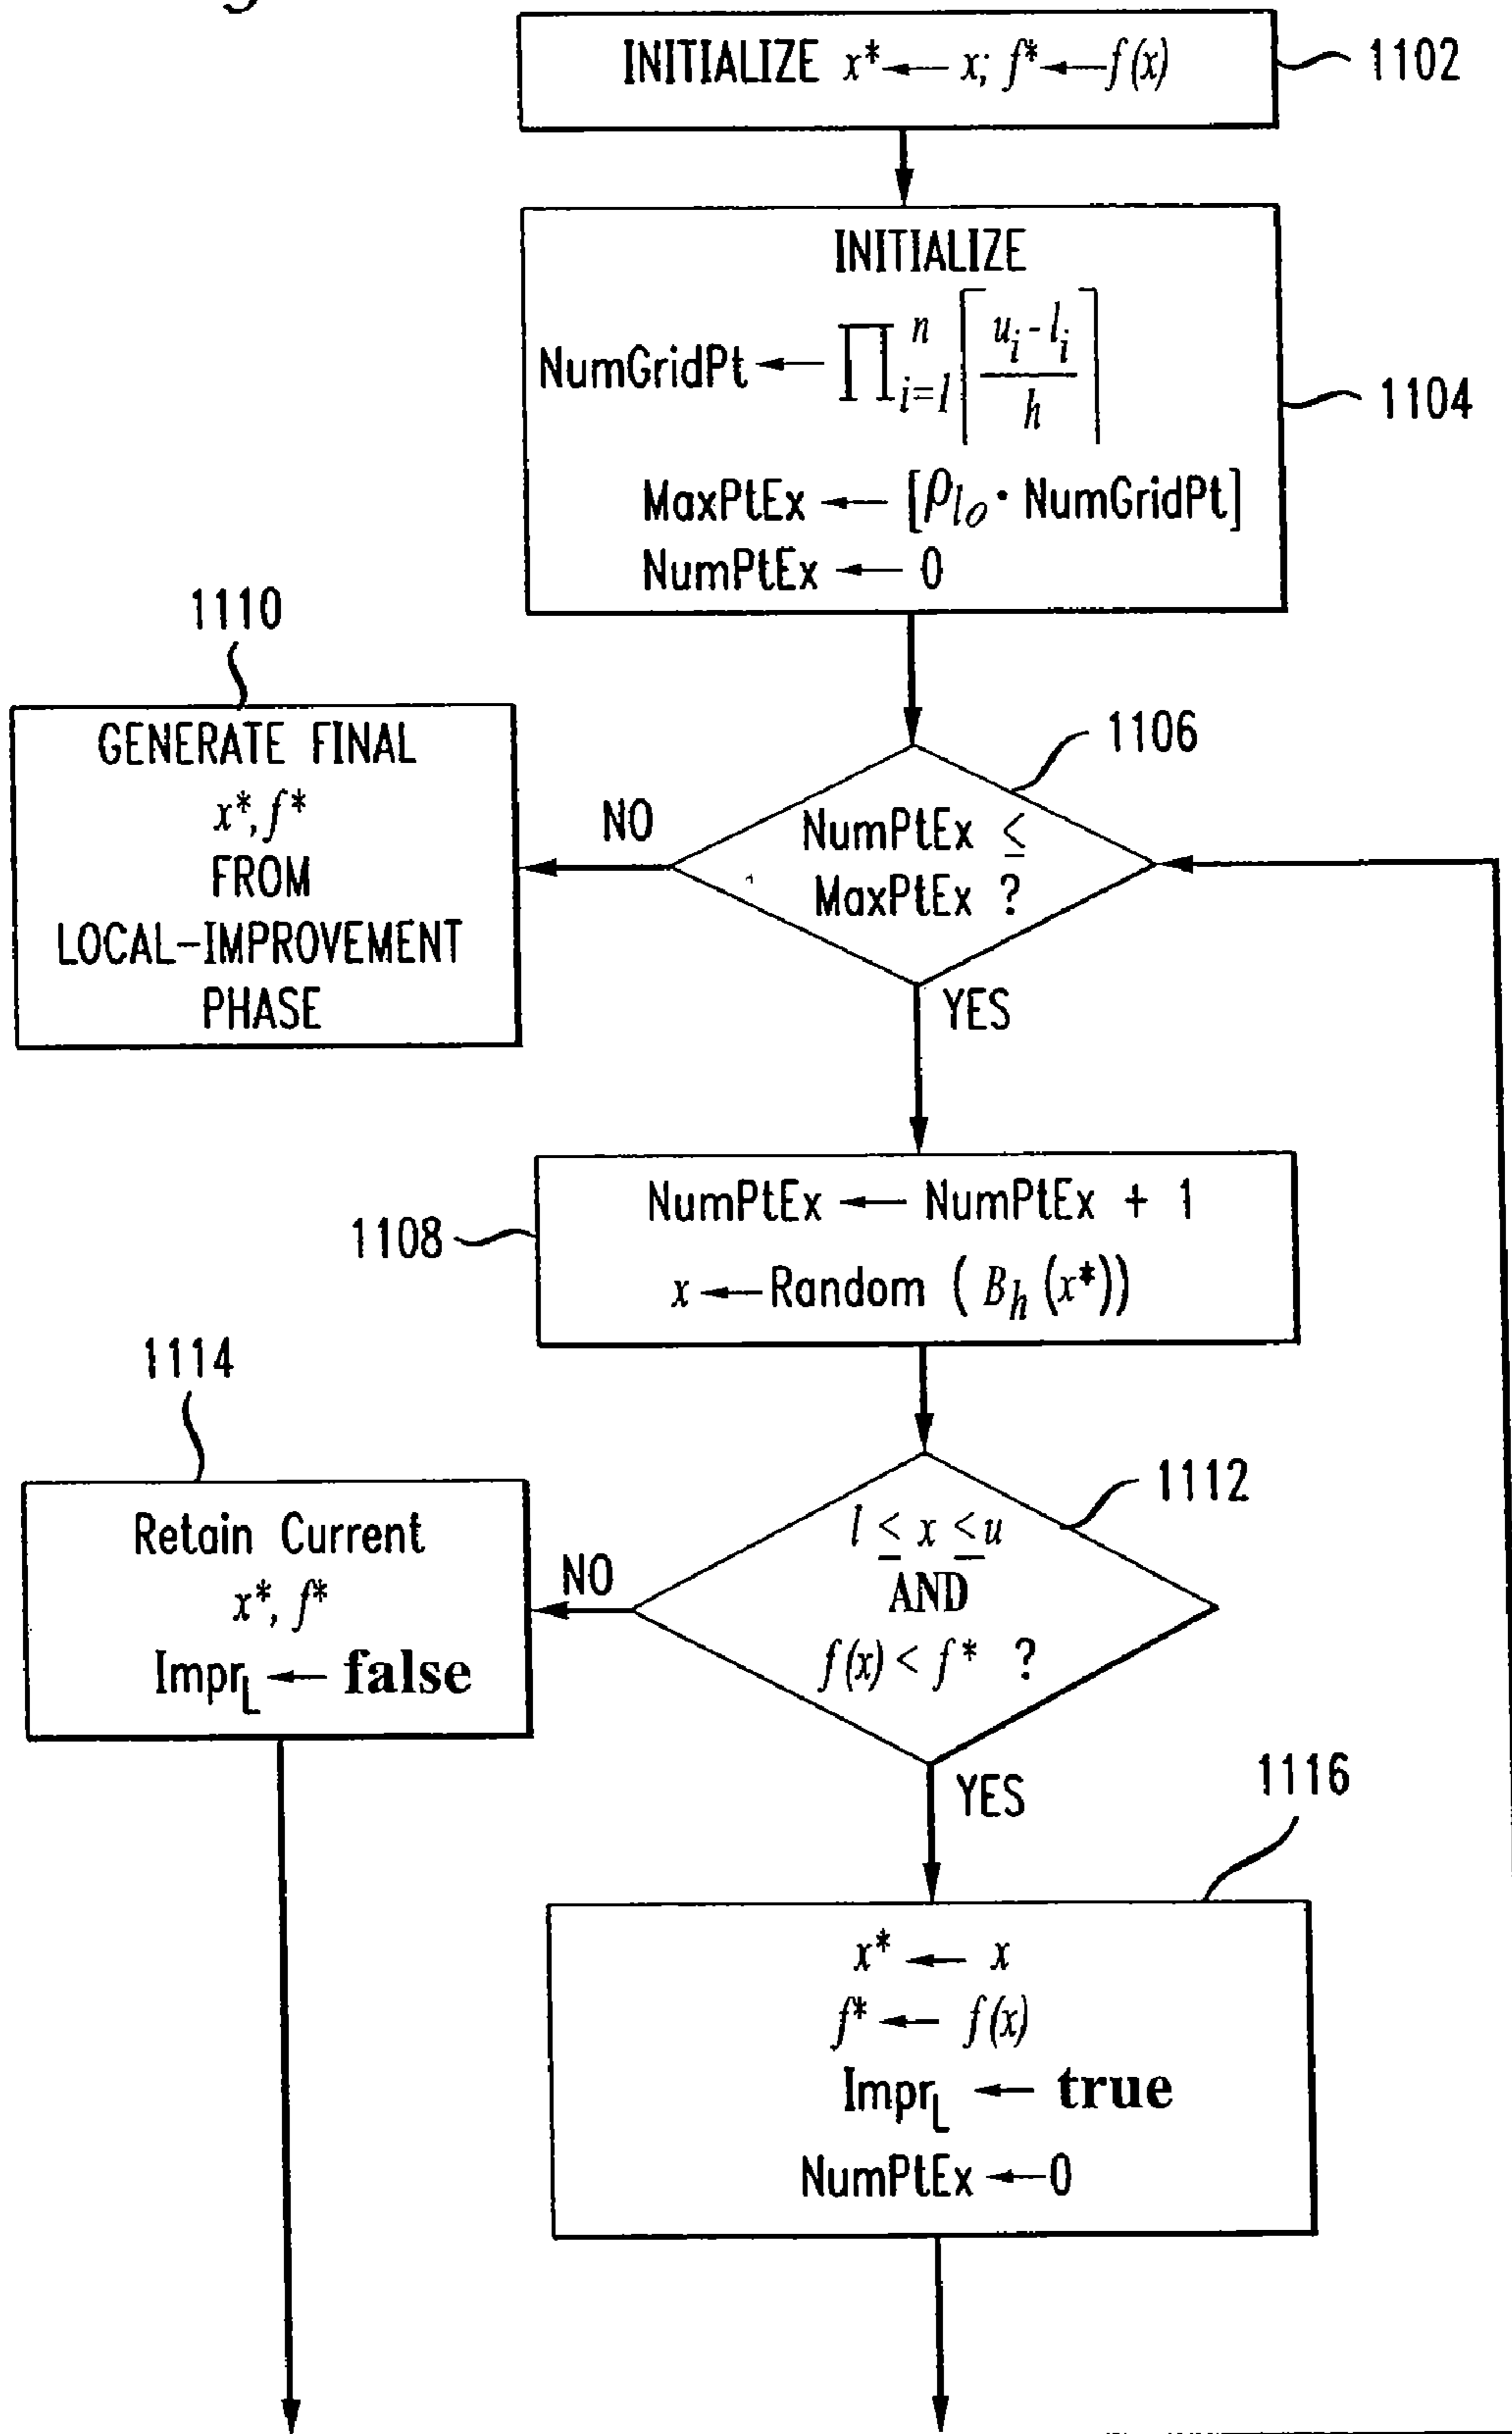 INITIALIZE x* ← x; f* ← f(x)
1102
INITIALIZE
NumGridPt ← ∏ⁿᵢ₌₁ ⌈(uᵢ - lᵢ)/h⌉
1104
MaxPtEx ← [ρ_lo · NumGridPt]
NumPtEx ← 0
1110
GENERATE FINAL
x*, f*
FROM
LOCAL-IMPROVEMENT
PHASE
NO
1106
NumPtEx ≤
MaxPtEx ?
YES
1108
NumPtEx ← NumPtEx + 1
x ← Random (B_h (x*))
1114
Retain Current
x*, f*
Impr_L ← false
NO
1112
l ≤ x ≤ u
AND
f(x) < f* ?
YES
1116
x* ← x
f* ← f(x)
Impr_L ← true
NumPtEx ← 0